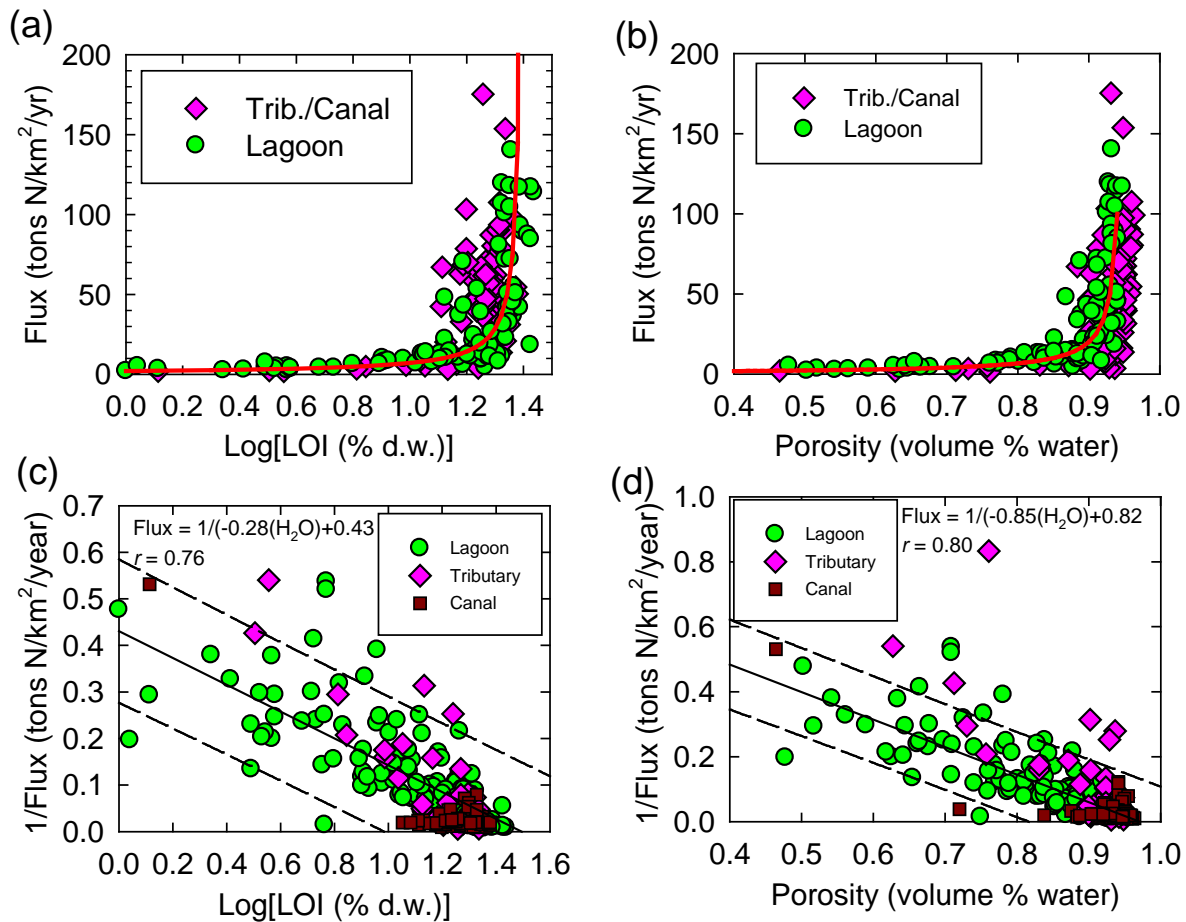 (a)
200
150
100
50
0
Flux (tons N/km²/yr)
Trib./Canal
Lagoon
0.0 0.2 0.4 0.6 0.8 1.0 1.2 1.4
Log[LOI (% d.w.)]
(b)
200
150
100
50
0
Flux (tons N/km²/yr)
Trib./Canal
Lagoon
0.4 0.5 0.6 0.7 0.8 0.9 1.0
Porosity (volume % water)
(c)
0.7
0.6
0.5
0.4
0.3
0.2
0.1
0.0
1/Flux (tons N/km²/year)
Flux = 1/(-0.28(H₂O)+0.43
r = 0.76
Lagoon
Tributary
Canal
0.0 0.2 0.4 0.6 0.8 1.0 1.2 1.4 1.6
Log[LOI (% d.w.)]
(d)
1.0
0.8
0.6
0.4
0.2
0.0
1/Flux (tons N/km²/year)
Flux = 1/(-0.85(H₂O)+0.82
r = 0.80
Lagoon
Tributary
Canal
0.4 0.5 0.6 0.7 0.8 0.9 1.0
Porosity (volume % water)